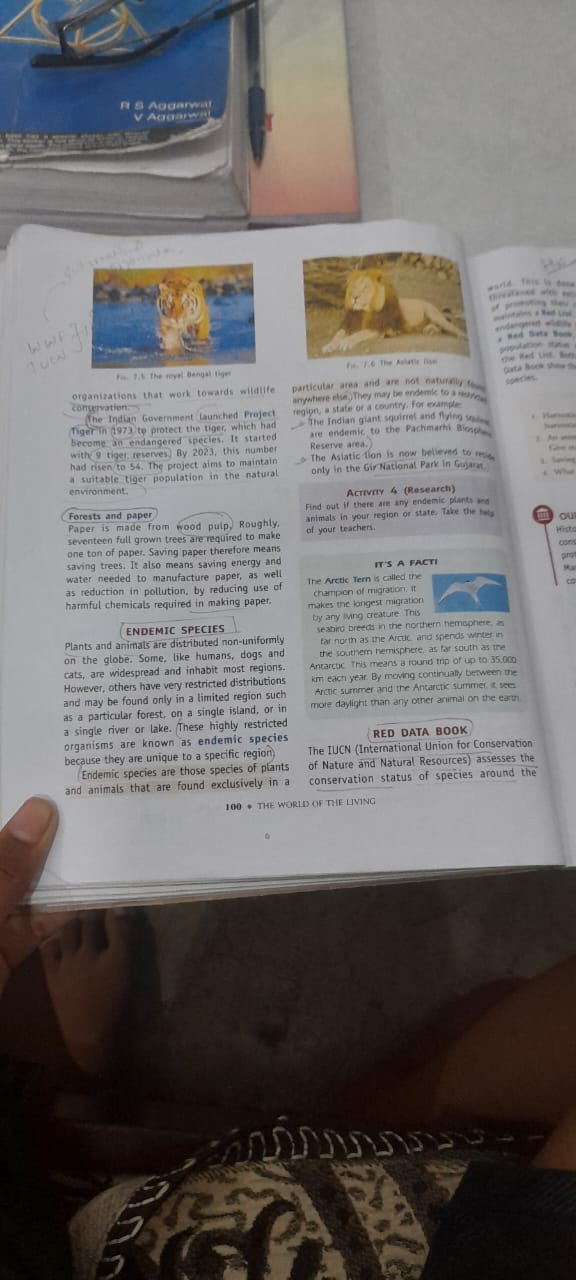 R S Aggarwal
V Aggarwal
WWF
IUCN
FIG. 7.5 The royal Bengal tiger
organizations that work towards wildlife
conservation.
The Indian Government launched Project
Tiger in 1973 to protect the tiger, which had
become an endangered species. It started
with 9 tiger reserves. By 2023, this number
had risen to 54. The project aims to maintain
a suitable tiger population in the natural
environment.
Forests and paper
Paper is made from wood pulp. Roughly,
seventeen full grown trees are required to make
one ton of paper. Saving paper therefore means
saving trees. It also means saving energy and
water needed to manufacture paper, as well
as reduction in pollution, by reducing use of
harmful chemicals required in making paper.
ENDEMIC SPECIES
Plants and animals are distributed non-uniformly
on the globe. Some, like humans, dogs and
cats, are widespread and inhabit most regions.
However, others have very restricted distributions
and may be found only in a limited region such
as a particular forest, on a single island, or in
a single river or lake. These highly restricted
organisms are known as endemic species
because they are unique to a specific region.
Endemic species are those species of plants
and animals that are found exclusively in a
FIG. 7.6 The Asiatic lion
particular area and are not naturally found
anywhere else. They may be endemic to a restricted
region, a state or a country. For example:
The Indian giant squirrel and flying squirrel
are endemic to the Pachmarhi Biosphere
Reserve area.
The Asiatic lion is now believed to reside
only in the Gir National Park in Gujarat.
ACTIVITY 4 (Research)
Find out if there are any endemic plants and
animals in your region or state. Take the help
of your teachers.
IT'S A FACT!
The Arctic Tern is called the
champion of migration. It
makes the longest migration
by any living creature. This
seabird breeds in the northern hemisphere, as
far north as the Arctic, and spends winter in
the southern hemisphere, as far south as the
Antarctic. This means a round trip of up to 35,000
km each year. By moving continually between the
Arctic summer and the Antarctic summer, it sees
more daylight than any other animal on the earth.
RED DATA BOOK
The IUCN (International Union for Conservation
of Nature and Natural Resources) assesses the
conservation status of species around the
100 • THE WORLD OF THE LIVING
world. This is done
threatened with
of promoting their
maintains a Red List
endangered wildlife
Red Data Book
population status
the Red List. Both
Data Book show the
species.
OU
Histo
cons